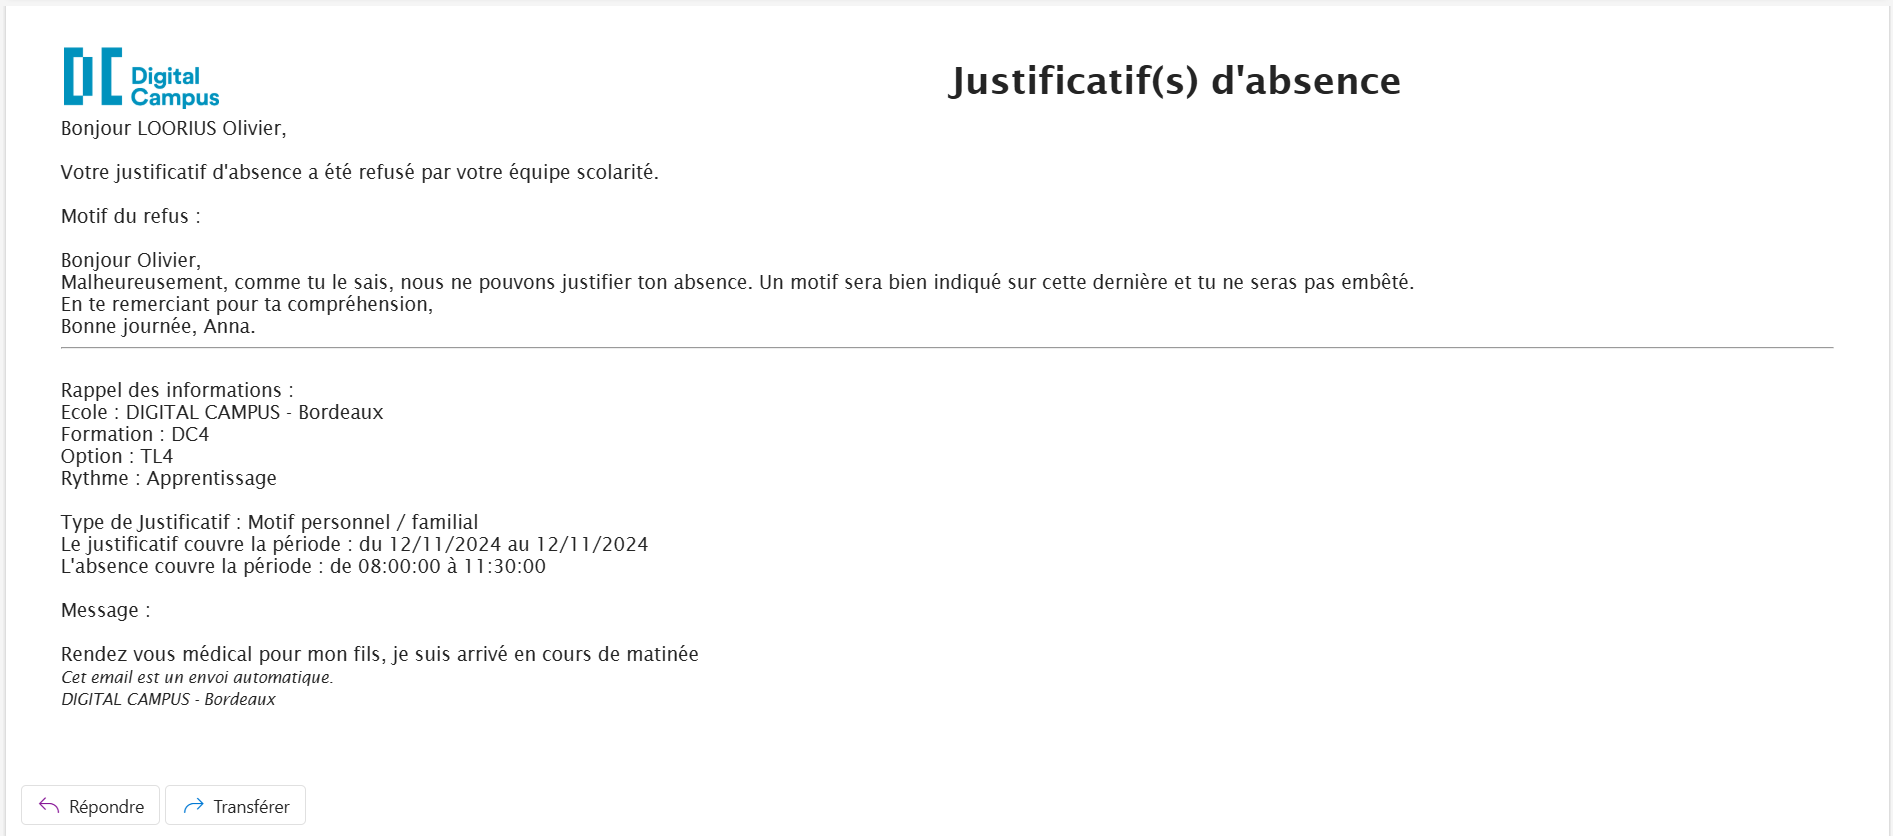 Digital
Campus
Justificatif(s) d'absence
Bonjour LOORIUS Olivier,
Votre justificatif d'absence a été refusé par votre équipe scolarité.
Motif du refus :
Bonjour Olivier,
Malheureusement, comme tu le sais, nous ne pouvons justifier ton absence. Un motif sera bien indiqué sur cette dernière et tu ne seras pas embêté.
En te remerciant pour ta compréhension,
Bonne journée, Anna.
Rappel des informations :
Ecole : DIGITAL CAMPUS - Bordeaux
Formation : DC4
Option : TL4
Rythme : Apprentissage
Type de Justificatif : Motif personnel / familial
Le justificatif couvre la période : du 12/11/2024 au 12/11/2024
L'absence couvre la période : de 08:00:00 à 11:30:00
Message :
Rendez vous médical pour mon fils, je suis arrivé en cours de matinée
Cet email est un envoi automatique.
DIGITAL CAMPUS - Bordeaux
Répondre
Transférer